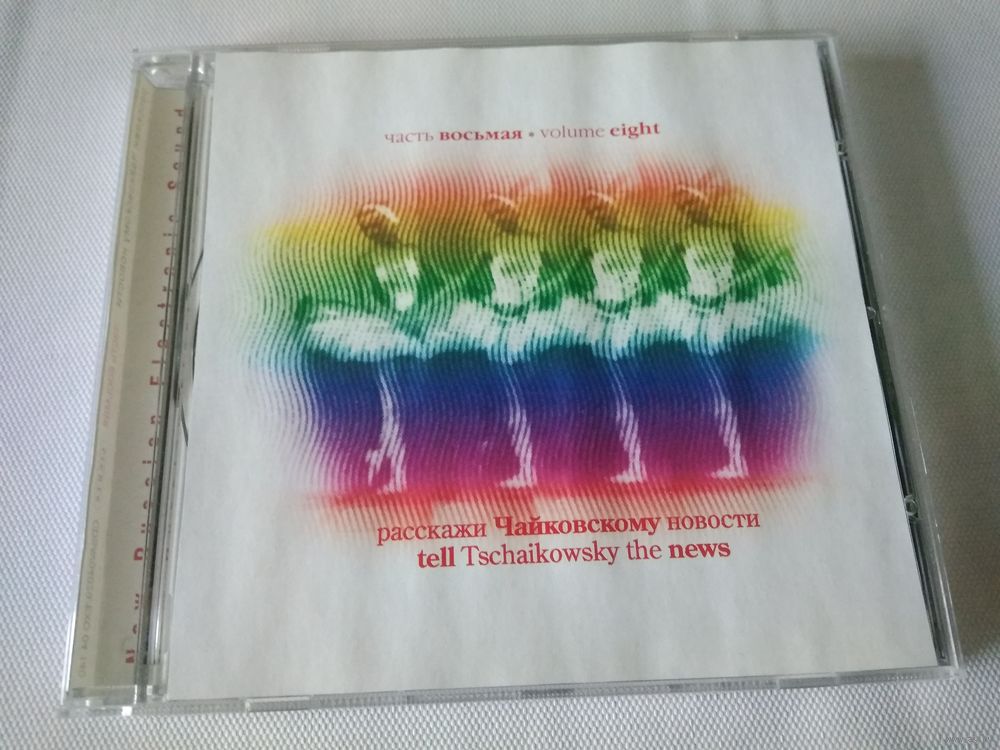 часть восьмая • volume eight
расскажи Чайковскому новости
tell Tschaikowsky the news
New Russian Electronic Sound